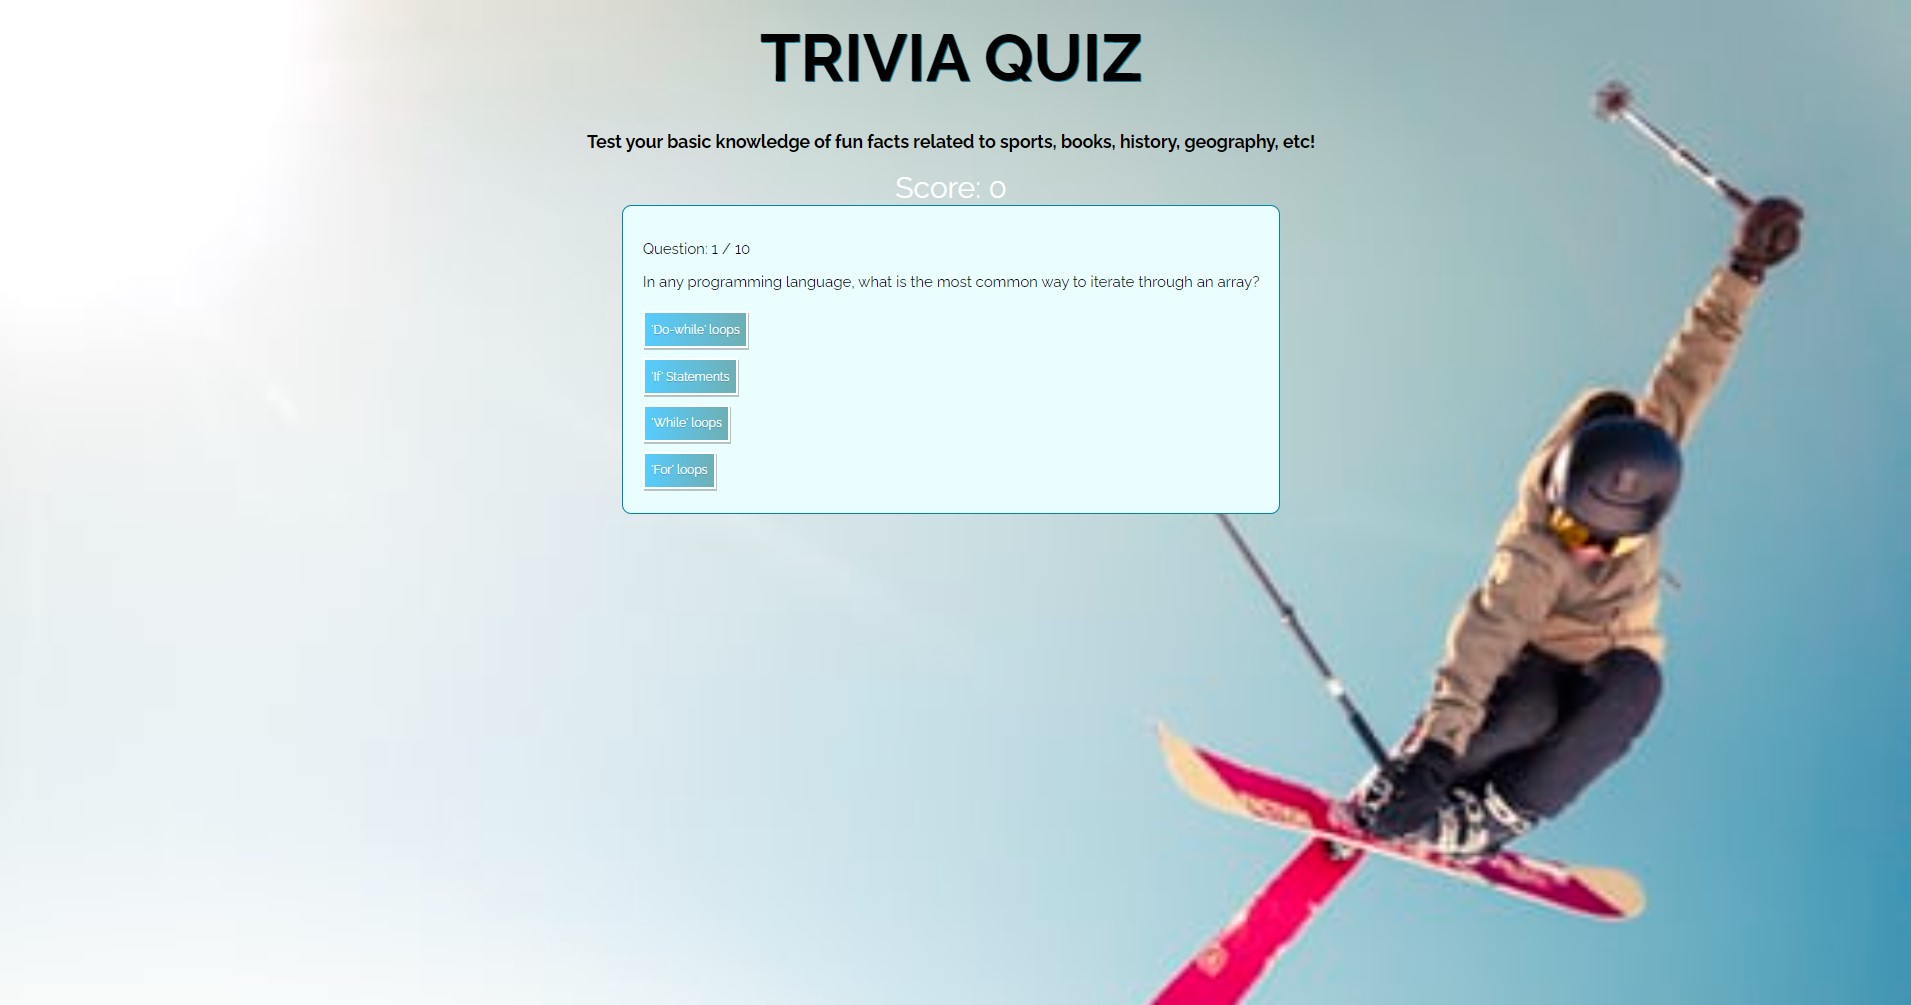 TRIVIA QUIZ
Test your basic knowledge of fun facts related to sports, books, history, geography, etc!
Score: 0
Question: 1 / 10
In any programming language, what is the most common way to iterate through an array?
'Do-while' loops
'If' Statements
'While' loops
'For' loops